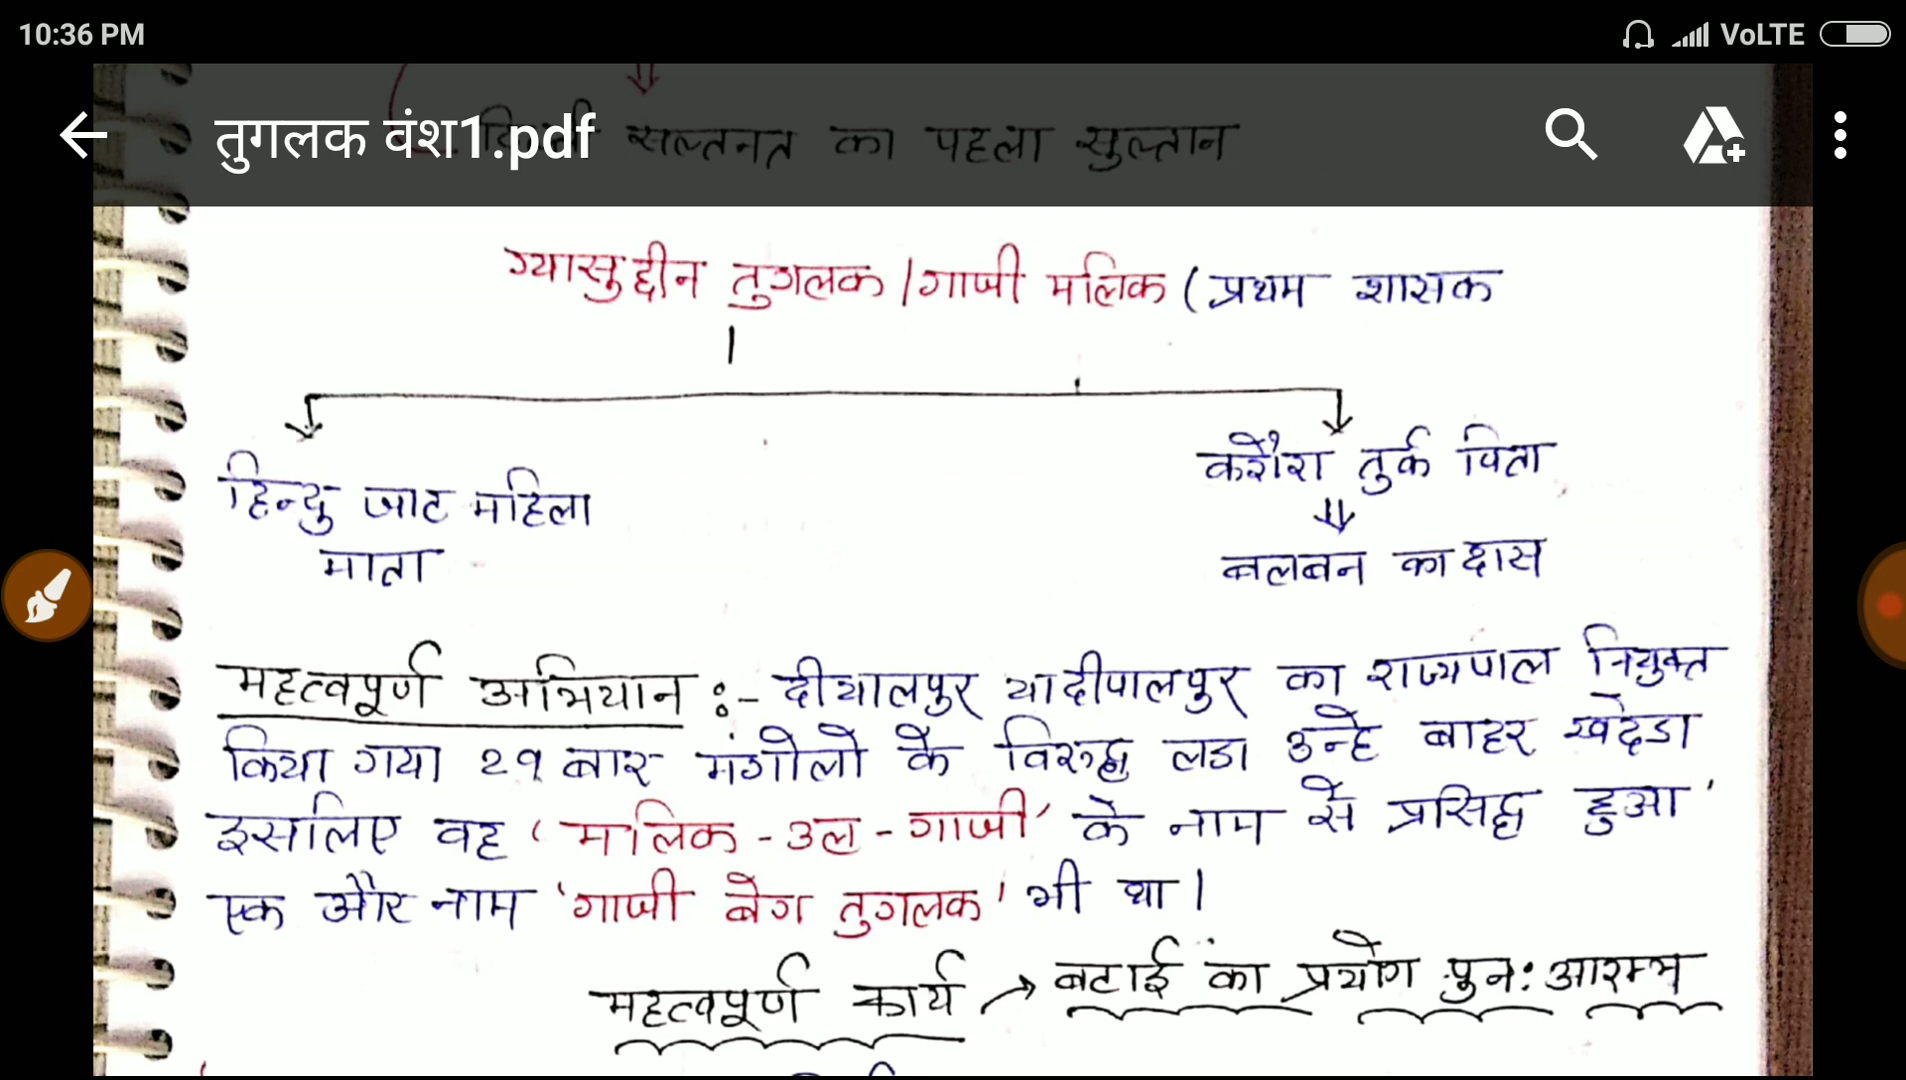 10:36 PM VoLTE
तुगलक वंश1.pdf
सल्तनत का पहला सुल्तान
ग्यासुद्दीन तुगलक / गाजी मलिक (प्रथम शासक
हिन्दु जाट महिला
माता
करौरा तुर्क पिता
बलबन का दास
महत्वपूर्ण अभियान :- दीयालपुर या दीपालपुर का राज्यपाल नियुक्त
किया गया २९ बार मंगोलो के विरुद्ध लडा उन्हे बाहर खदेडा
इसलिए वह 'मलिक-उल-गाजी' के नाम से प्रसिद्ध हुआ
एक और नाम 'गाजी बेग तुगलक' भी था।
महत्वपूर्ण कार्य → बटाई का प्रयोग पुन: आरम्भ